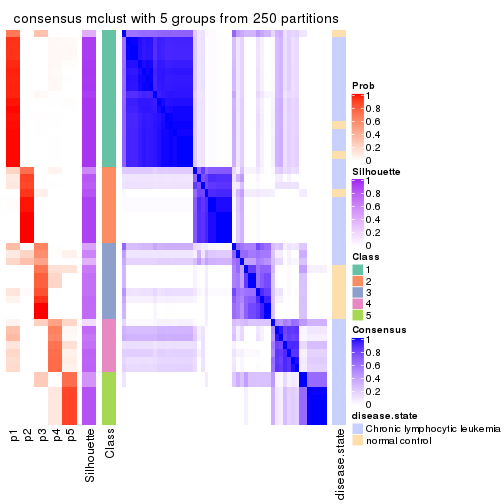 consensus mclust with 5 groups from 250 partitions
Prob
1
0.8
0.6
0.4
0.2
0
Silhouette
1
0.8
0.6
0.4
0.2
0
Class
1
2
3
4
5
Consensus
1
0.8
0.6
0.4
0.2
0
disease.state
Chronic lymphocytic leukemia
normal control
p1
p2
p3
p4
p5
Silhouette
Class
disease.state